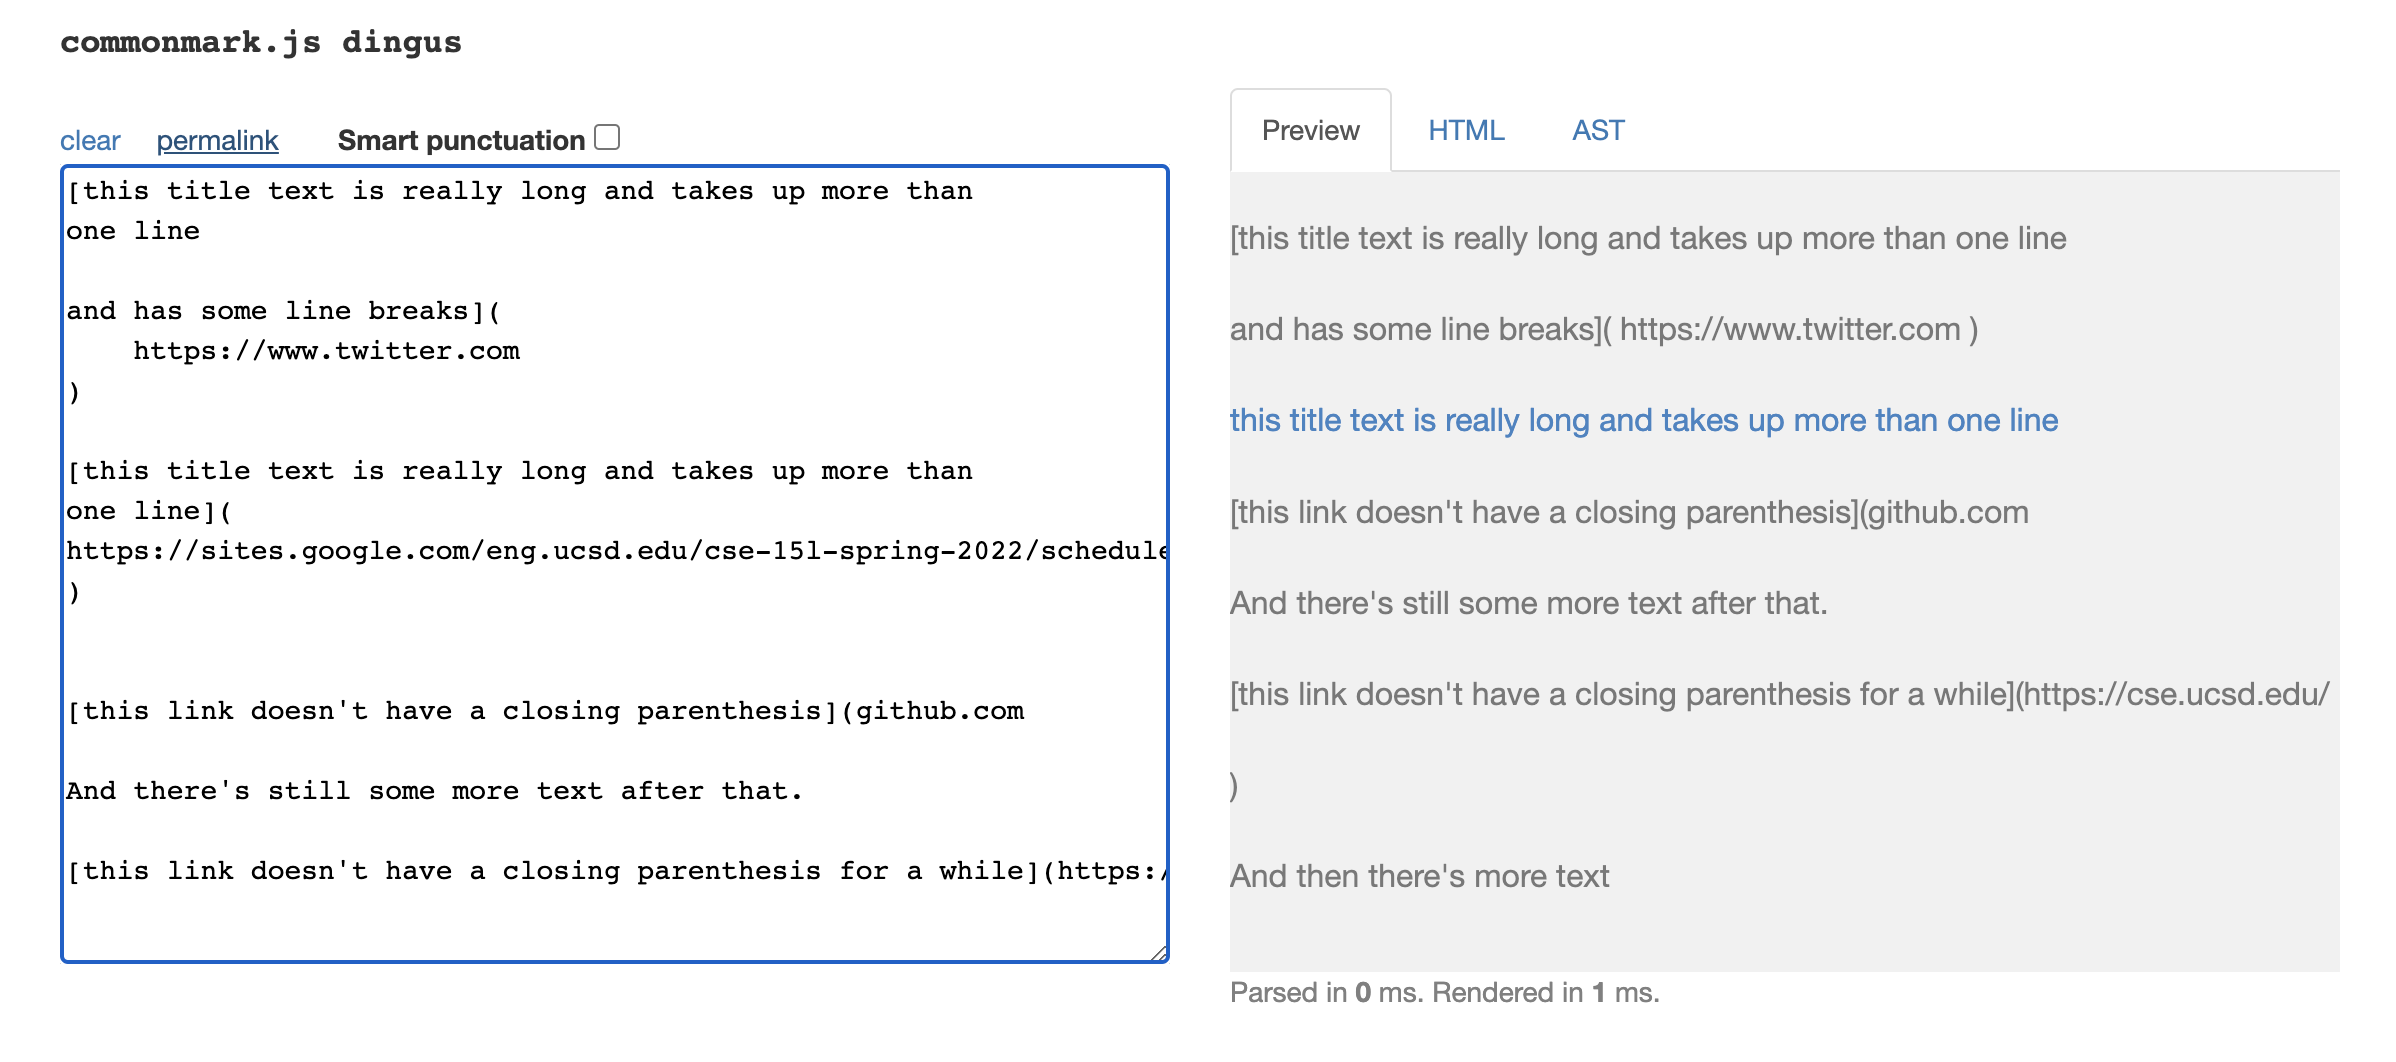 commonmark.js dingus
clear permalink Smart punctuation
[this title text is really long and takes up more than
one line
and has some line breaks](
    https://www.twitter.com
)
[this title text is really long and takes up more than
one line](
https://sites.google.com/eng.ucsd.edu/cse-15l-spring-2022/schedule
)
[this link doesn't have a closing parenthesis](github.com
And there's still some more text after that.
[this link doesn't have a closing parenthesis for a while](https:/
Preview HTML AST
[this title text is really long and takes up more than one line
and has some line breaks]( https://www.twitter.com )
this title text is really long and takes up more than one line
[this link doesn't have a closing parenthesis](github.com
And there's still some more text after that.
[this link doesn't have a closing parenthesis for a while](https://cse.ucsd.edu/
)
And then there's more text
Parsed in 0 ms. Rendered in 1 ms.